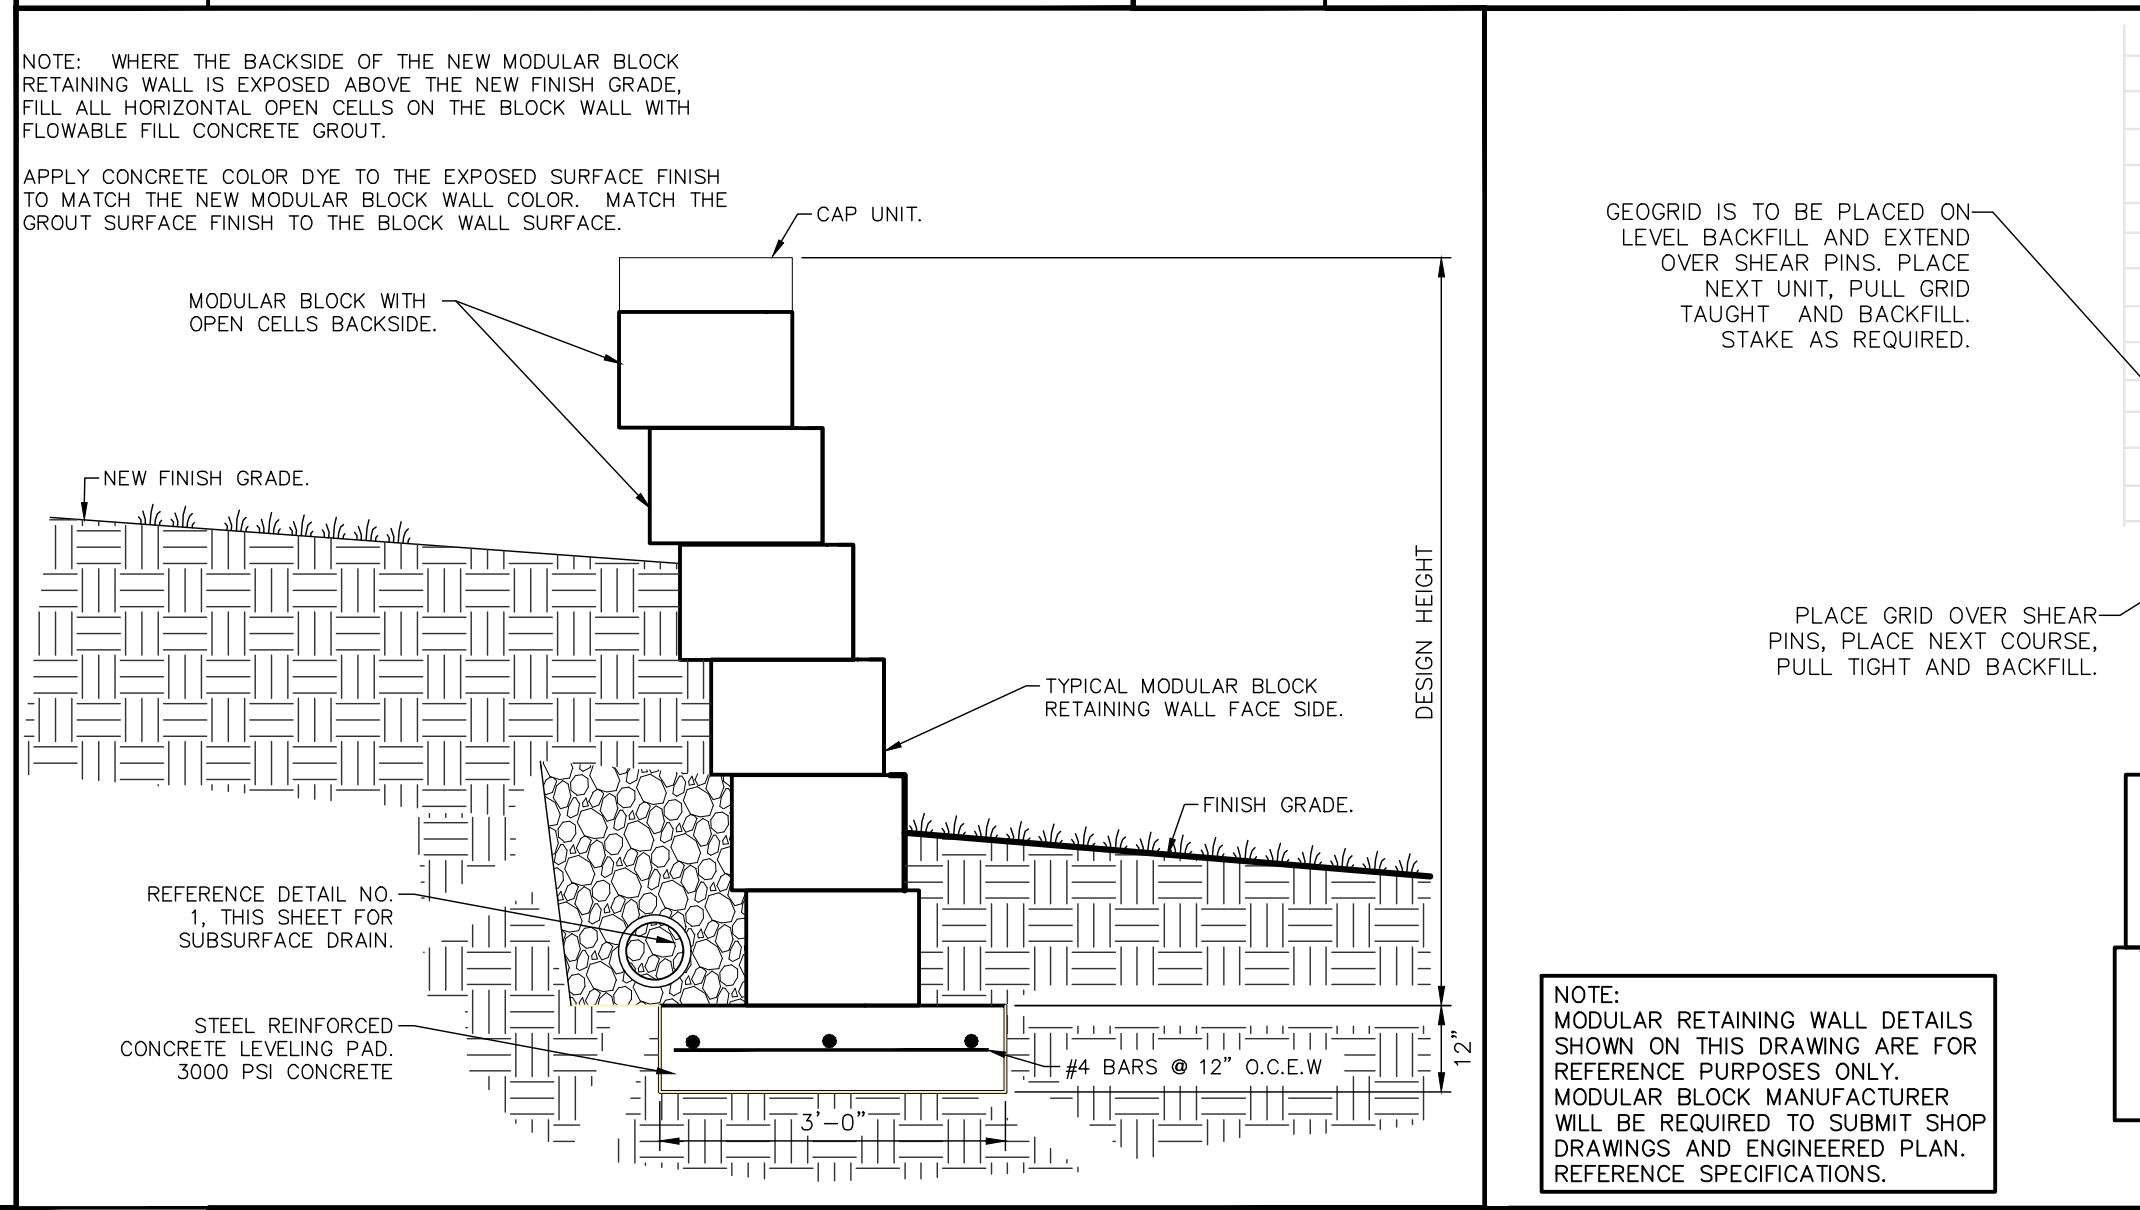 NOTE: WHERE THE BACKSIDE OF THE NEW MODULAR BLOCK
RETAINING WALL IS EXPOSED ABOVE THE NEW FINISH GRADE,
FILL ALL HORIZONTAL OPEN CELLS ON THE BLOCK WALL WITH
FLOWABLE FILL CONCRETE GROUT.
APPLY CONCRETE COLOR DYE TO THE EXPOSED SURFACE FINISH
TO MATCH THE NEW MODULAR BLOCK WALL COLOR. MATCH THE
GROUT SURFACE FINISH TO THE BLOCK WALL SURFACE.
CAP UNIT.
MODULAR BLOCK WITH
OPEN CELLS BACKSIDE.
NEW FINISH GRADE.
DESIGN HEIGHT
TYPICAL MODULAR BLOCK
RETAINING WALL FACE SIDE.
FINISH GRADE.
REFERENCE DETAIL NO.
1, THIS SHEET FOR
SUBSURFACE DRAIN.
STEEL REINFORCED
CONCRETE LEVELING PAD.
3000 PSI CONCRETE
#4 BARS @ 12" O.C.E.W
12"
3'-0"
GEOGRID IS TO BE PLACED ON
LEVEL BACKFILL AND EXTEND
OVER SHEAR PINS. PLACE
NEXT UNIT, PULL GRID
TAUGHT AND BACKFILL.
STAKE AS REQUIRED.
PLACE GRID OVER SHEAR
PINS, PLACE NEXT COURSE,
PULL TIGHT AND BACKFILL.
NOTE:
MODULAR RETAINING WALL DETAILS
SHOWN ON THIS DRAWING ARE FOR
REFERENCE PURPOSES ONLY.
MODULAR BLOCK MANUFACTURER
WILL BE REQUIRED TO SUBMIT SHOP
DRAWINGS AND ENGINEERED PLAN.
REFERENCE SPECIFICATIONS.